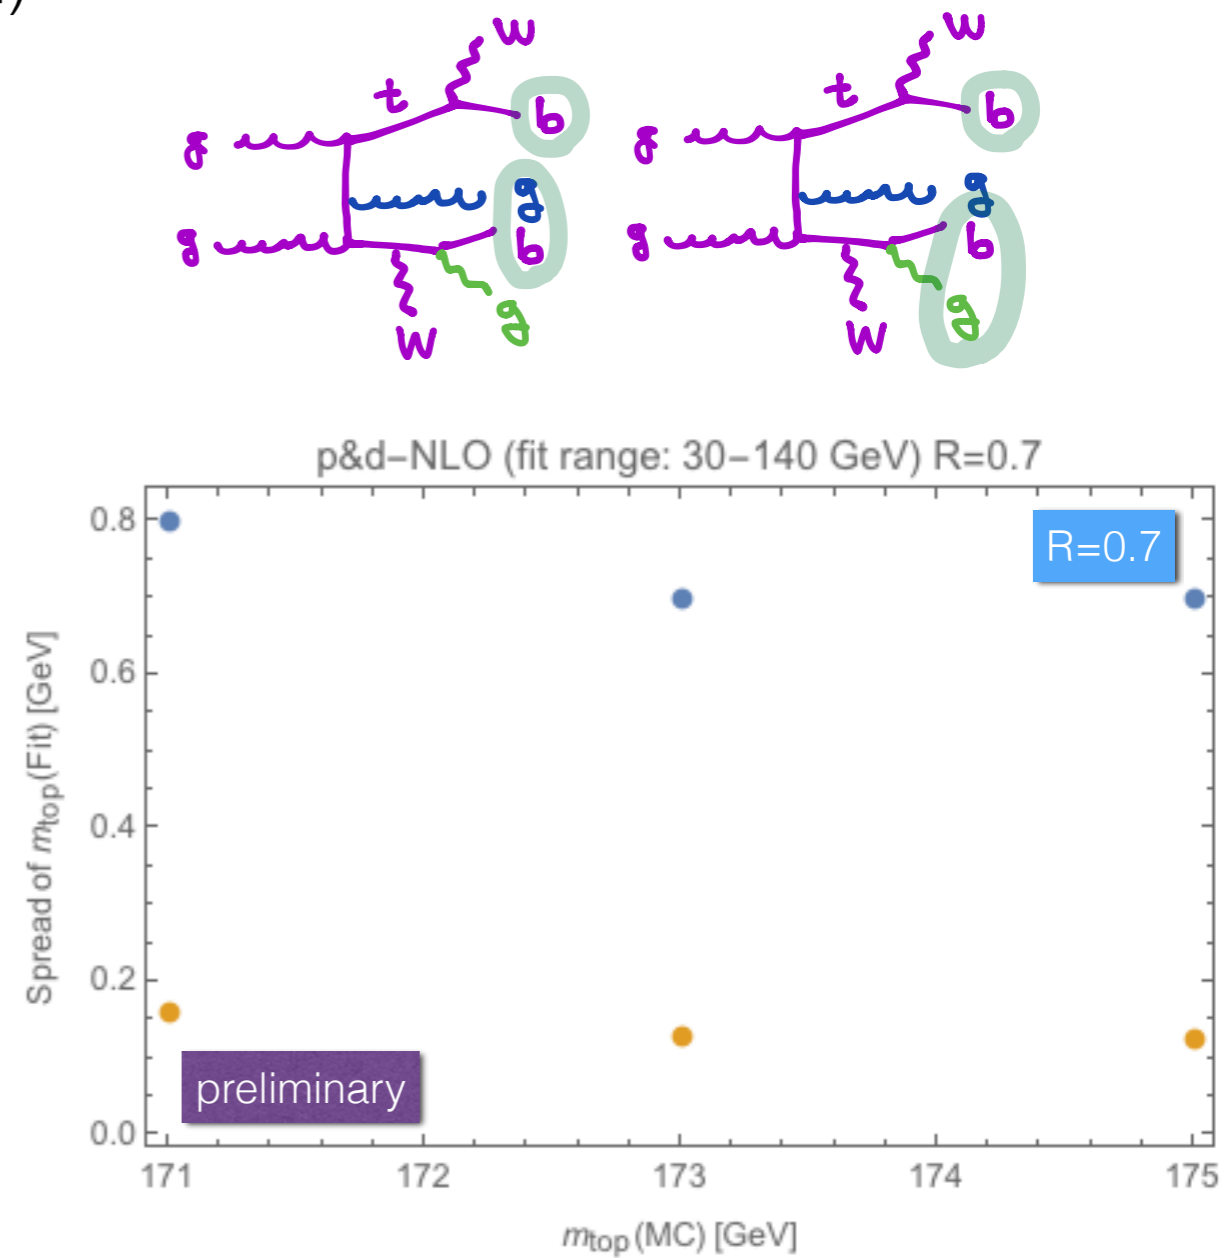 )
W W
t b t b
g g
g g
g b g b
g g
W W
p&d−NLO (fit range: 30−140 GeV) R=0.7
R=0.7
Spread of mtop(Fit) [GeV]
0.8
0.6
0.4
0.2
0.0
preliminary
171 172 173 174 175
mtop(MC) [GeV]